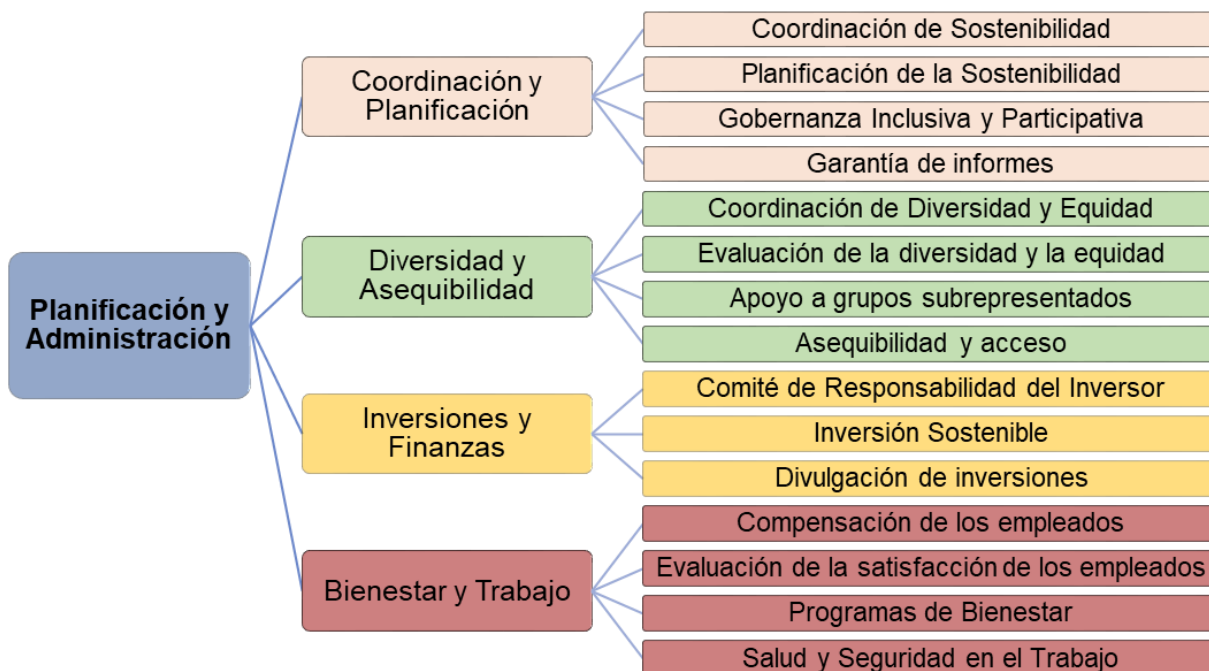 Planificación y
Administración
Coordinación y
Planificación
Coordinación de Sostenibilidad
Planificación de la Sostenibilidad
Gobernanza Inclusiva y Participativa
Garantía de informes
Diversidad y
Asequibilidad
Coordinación de Diversidad y Equidad
Evaluación de la diversidad y la equidad
Apoyo a grupos subrepresentados
Asequibilidad y acceso
Inversiones y
Finanzas
Comité de Responsabilidad del Inversor
Inversión Sostenible
Divulgación de inversiones
Bienestar y Trabajo
Compensación de los empleados
Evaluación de la satisfacción de los empleados
Programas de Bienestar
Salud y Seguridad en el Trabajo